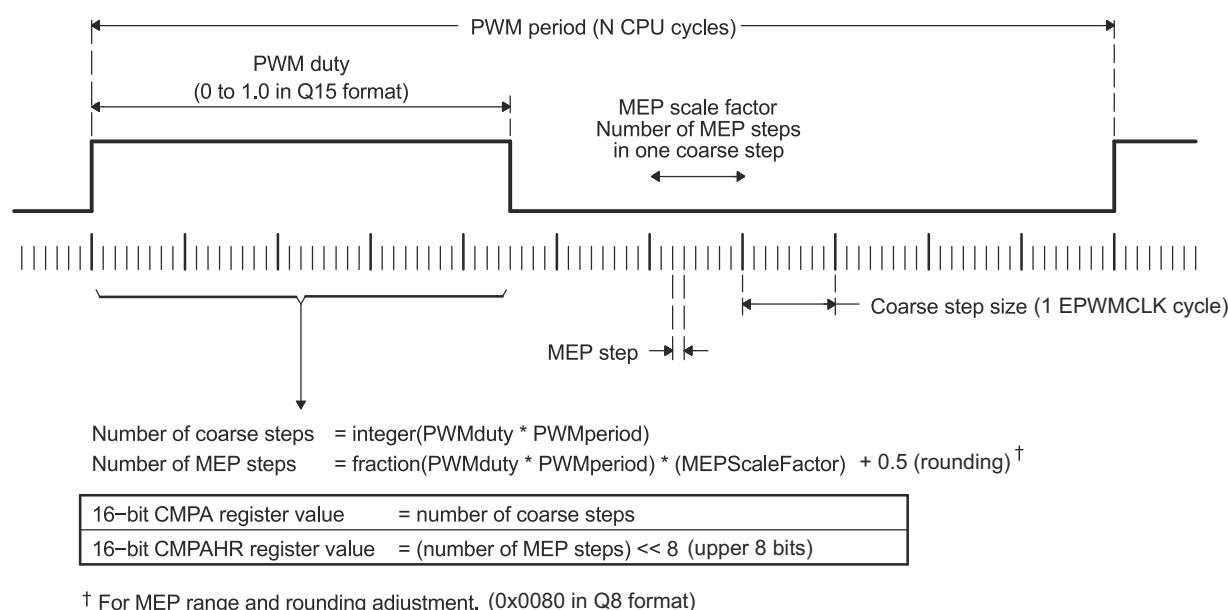 PWM period (N CPU cycles)
PWM duty
(0 to 1.0 in Q15 format)
MEP scale factor
Number of MEP steps
in one coarse step
Coarse step size (1 EPWMCLK cycle)
MEP step
Number of coarse steps = integer(PWMduty * PWMperiod)
Number of MEP steps = fraction(PWMduty * PWMperiod) * (MEPScaleFactor) + 0.5 (rounding) †
16−bit CMPA register value = number of coarse steps
16−bit CMPAHR register value = (number of MEP steps) << 8 (upper 8 bits)
† For MEP range and rounding adjustment. (0x0080 in Q8 format)